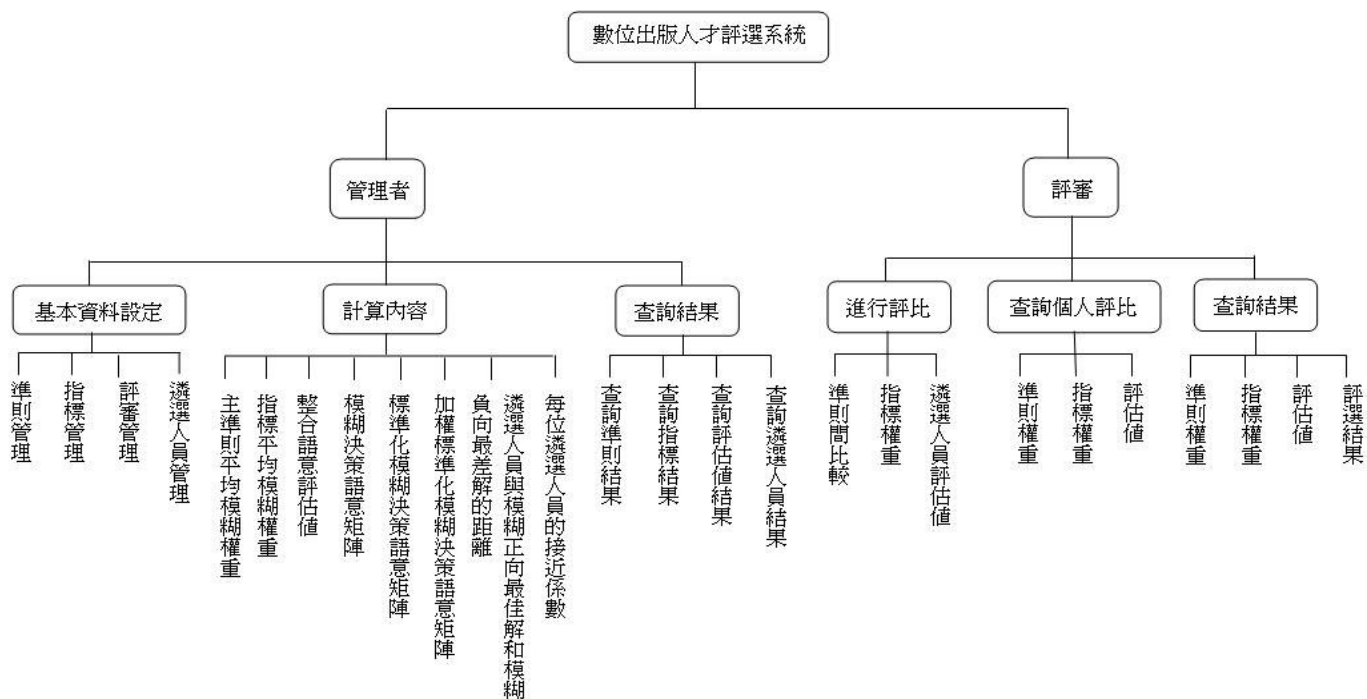 數位出版人才評選系統
管理者
評審
基本資料設定
計算內容
查詢結果
進行評比
查詢個人評比
查詢結果
準則管理
指標管理
評審管理
遴選人員管理
主準則平均模糊權重
指標平均模糊權重
整合語意評估值
模糊決策語意矩陣
標準化模糊決策語意矩陣
加權標準化模糊決策語意矩陣
遴選人員與模糊正向最佳解和模糊
負向最差解的距離
每位遴選人員的接近係數
查詢準則結果
查詢指標結果
查詢評估值結果
查詢遴選人員結果
準則間比較
指標權重
遴選人員評估值
準則權重
指標權重
評估值
準則權重
指標權重
評估值
評選結果